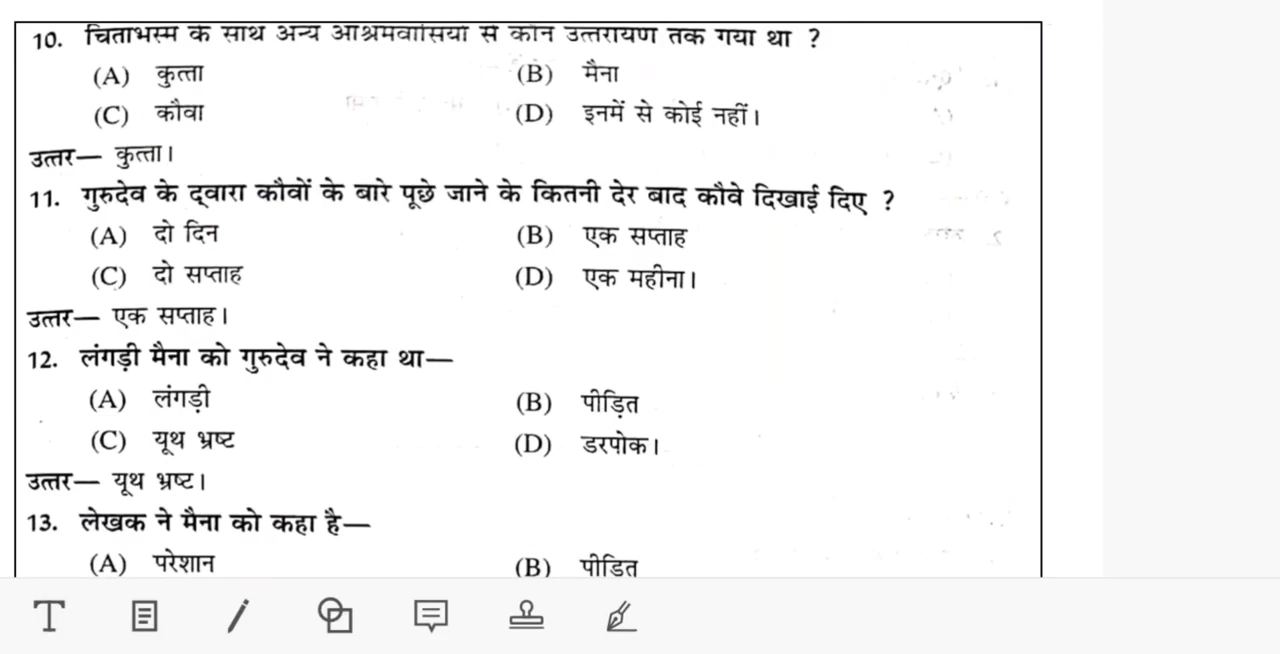 10. चिताभस्म के साथ अन्य आश्रमवासियों से कौन उत्तरायण तक गया था ?
(A) कुत्ता (B) मैना
(C) कौवा (D) इनमें से कोई नहीं।
उत्तर— कुत्ता।
11. गुरुदेव के द्वारा कौवों के बारे पूछे जाने के कितनी देर बाद कौवे दिखाई दिए ?
(A) दो दिन (B) एक सप्ताह
(C) दो सप्ताह (D) एक महीना।
उत्तर— एक सप्ताह।
12. लंगड़ी मैना को गुरुदेव ने कहा था—
(A) लंगड़ी (B) पीड़ित
(C) यूथ भ्रष्ट (D) डरपोक।
उत्तर— यूथ भ्रष्ट।
13. लेखक ने मैना को कहा है—
(A) परेशान (B) पीड़ित